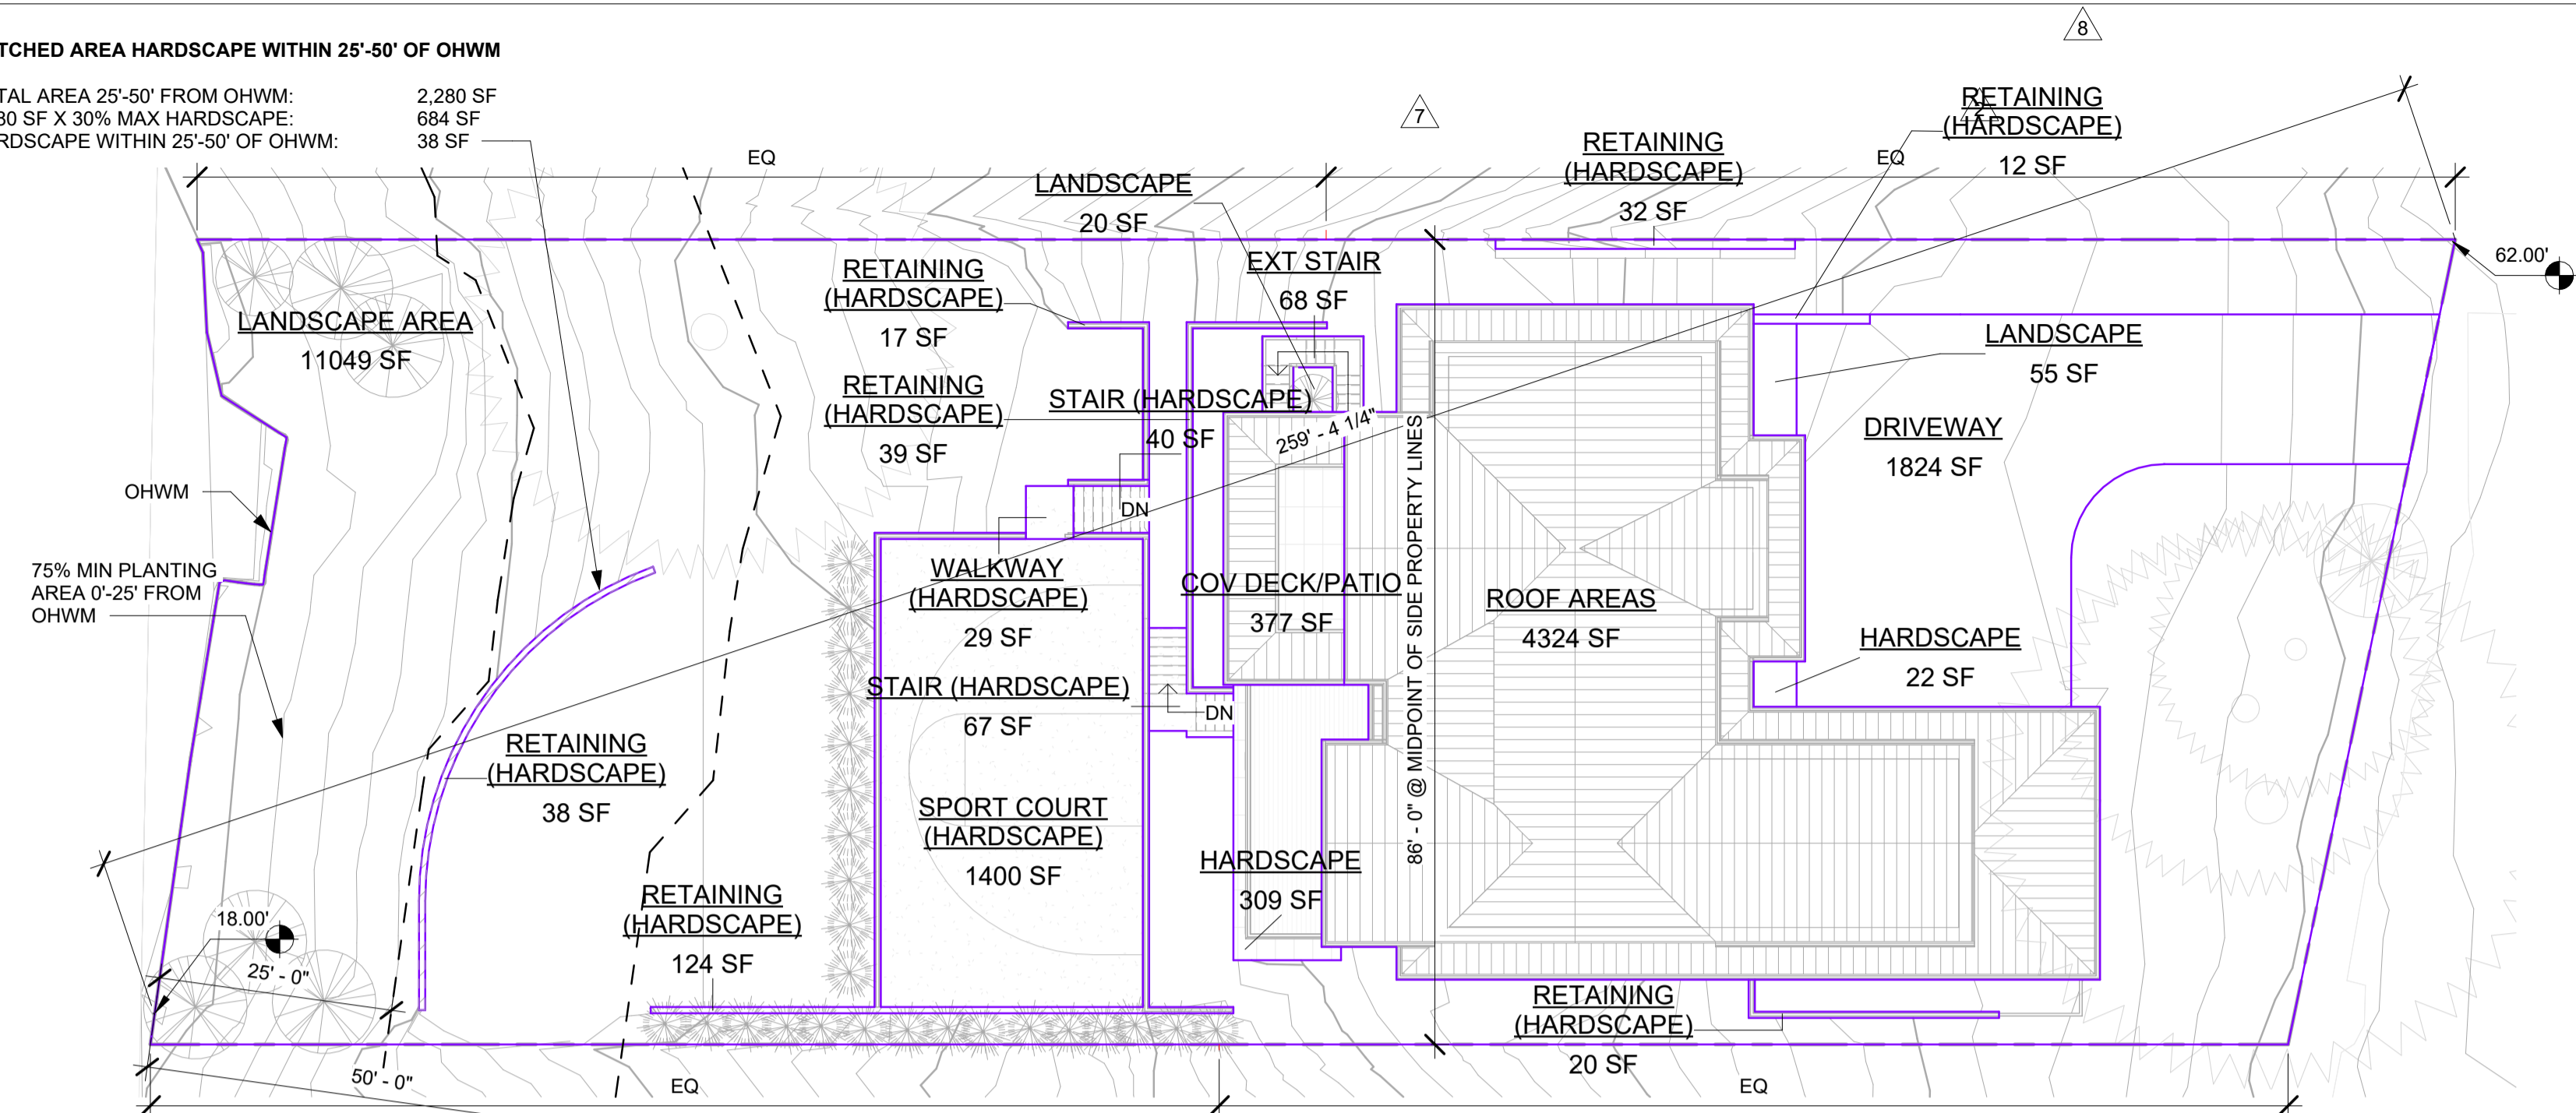 TCHED AREA HARDSCAPE WITHIN 25'-50' OF OHWM
TAL AREA 25'-50' FROM OHWM: 2,280 SF
80 SF X 30% MAX HARDSCAPE: 684 SF
RDSCAPE WITHIN 25'-50' OF OHWM: 38 SF
8
7
2
EQ
EQ
RETAINING
(HARDSCAPE)
12 SF
RETAINING
(HARDSCAPE)
32 SF
LANDSCAPE
20 SF
EXT STAIR
68 SF
62.00'
RETAINING
(HARDSCAPE)
17 SF
LANDSCAPE AREA
11049 SF
LANDSCAPE
55 SF
RETAINING
(HARDSCAPE)
39 SF
STAIR (HARDSCAPE)
40 SF
259' - 4 1/4"
DRIVEWAY
1824 SF
OHWM
DN
75% MIN PLANTING
AREA 0'-25' FROM
OHWM
WALKWAY
(HARDSCAPE)
29 SF
COV DECK/PATIO
377 SF
86' - 0" @ MIDPOINT OF SIDE PROPERTY LINES
ROOF AREAS
4324 SF
HARDSCAPE
22 SF
STAIR (HARDSCAPE)
67 SF
DN
RETAINING
(HARDSCAPE)
38 SF
SPORT COURT
(HARDSCAPE)
1400 SF
HARDSCAPE
309 SF
RETAINING
(HARDSCAPE)
124 SF
18.00'
25' - 0"
RETAINING
(HARDSCAPE)
20 SF
50' - 0"
EQ
EQ